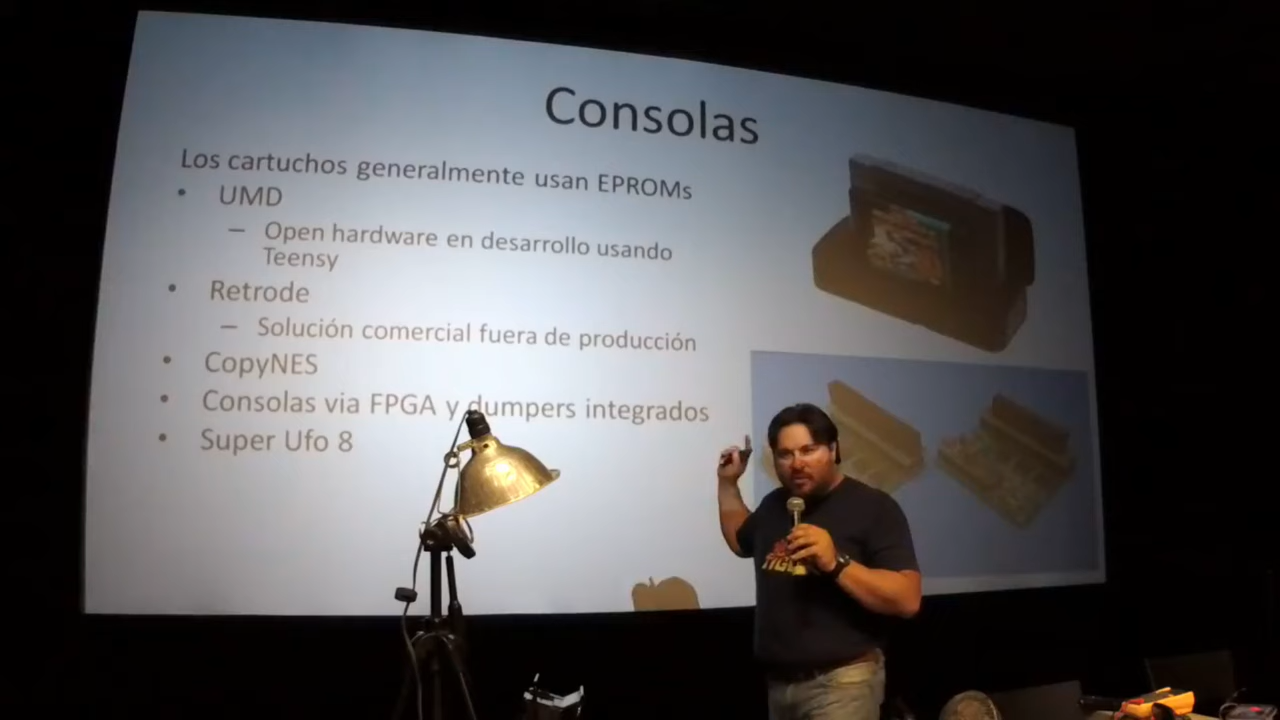 Consolas
Los cartuchos generalmente usan EPROMs
• UMD
– Open hardware en desarrollo usando
Teensy
• Retrode
– Solución comercial fuera de producción
• CopyNES
• Consolas via FPGA y dumpers integrados
• Super Ufo 8